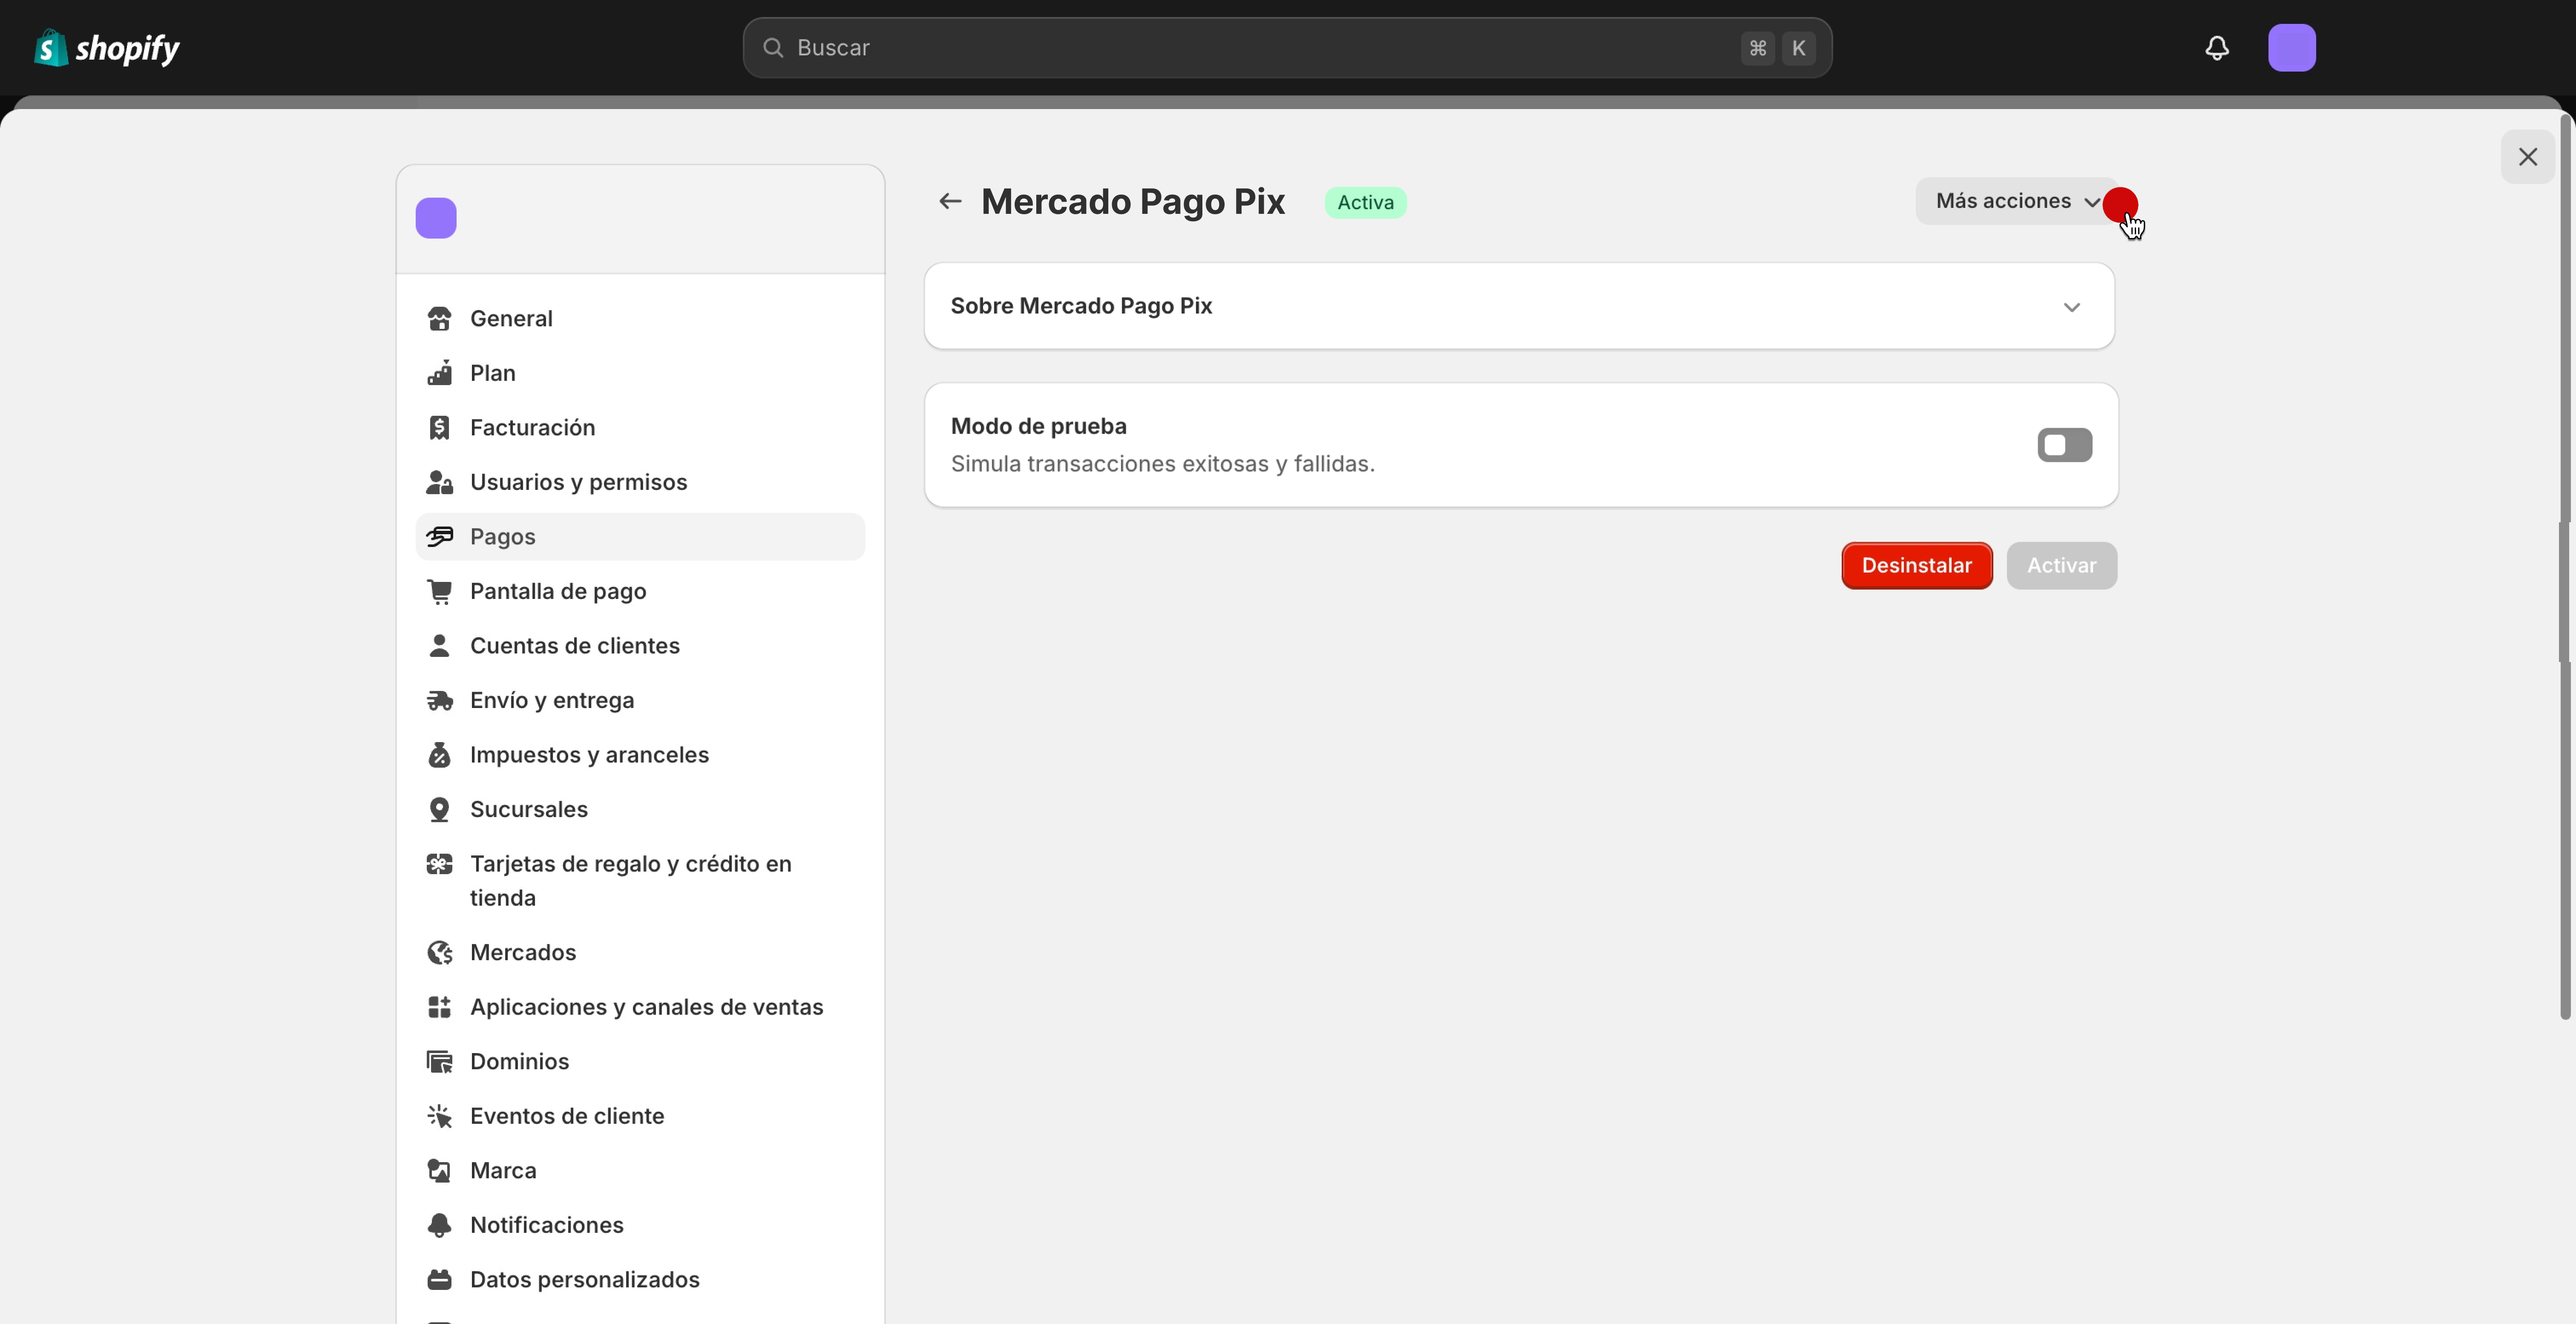 shopify
Buscar
⌘ K
Mercado Pago Pix
Activa
Más acciones
General
Plan
Facturación
Usuarios y permisos
Pagos
Pantalla de pago
Cuentas de clientes
Envío y entrega
Impuestos y aranceles
Sucursales
Tarjetas de regalo y crédito en
tienda
Mercados
Aplicaciones y canales de ventas
Dominios
Eventos de cliente
Marca
Notificaciones
Datos personalizados
Sobre Mercado Pago Pix
Modo de prueba
Simula transacciones exitosas y fallidas.
Desinstalar
Activar